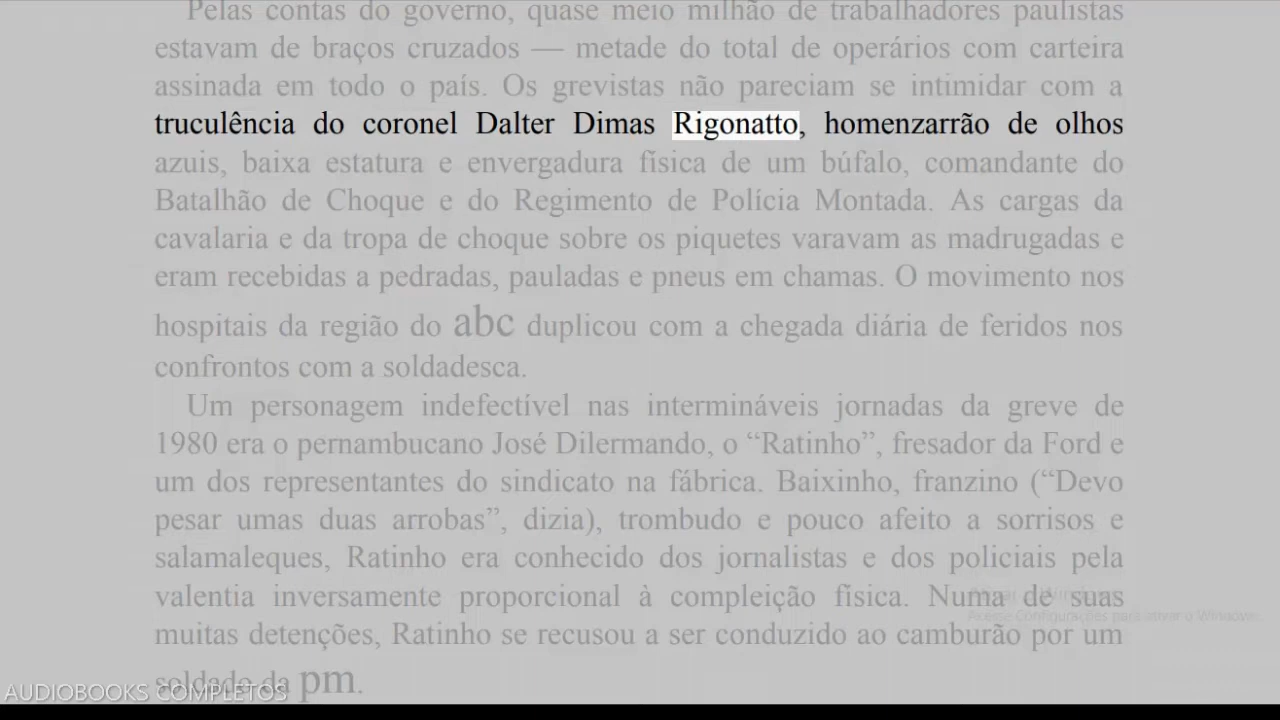 Pelas contas do governo, quase meio milhão de trabalhadores paulistas
estavam de braços cruzados — metade do total de operários com carteira
assinada em todo o país. Os grevistas não pareciam se intimidar com a
truculência do coronel Dalter Dimas Rigonatto, homenzarrão de olhos
azuis, baixa estatura e envergadura física de um búfalo, comandante do
Batalhão de Choque e do Regimento de Polícia Montada. As cargas da
cavalaria e da tropa de choque sobre os piquetes varavam as madrugadas e
eram recebidas a pedradas, pauladas e pneus em chamas. O movimento nos
hospitais da região do abc duplicou com a chegada diária de feridos nos
confrontos com a soldadesca.
Um personagem indefectível nas intermináveis jornadas da greve de
1980 era o pernambucano José Dilermando, o “Ratinho”, fresador da Ford e
um dos representantes do sindicato na fábrica. Baixinho, franzino (“Devo
pesar umas duas arrobas”, dizia), trombudo e pouco afeito a sorrisos e
salamaleques, Ratinho era conhecido dos jornalistas e dos policiais pela
valentia inversamente proporcional à compleição física. Numa de suas
muitas detenções, Ratinho se recusou a ser conduzido ao camburão por um
soldado da pm.
Acesse Configurações para ativar o Windows.
AUDIOBOOKS COMPLETOS